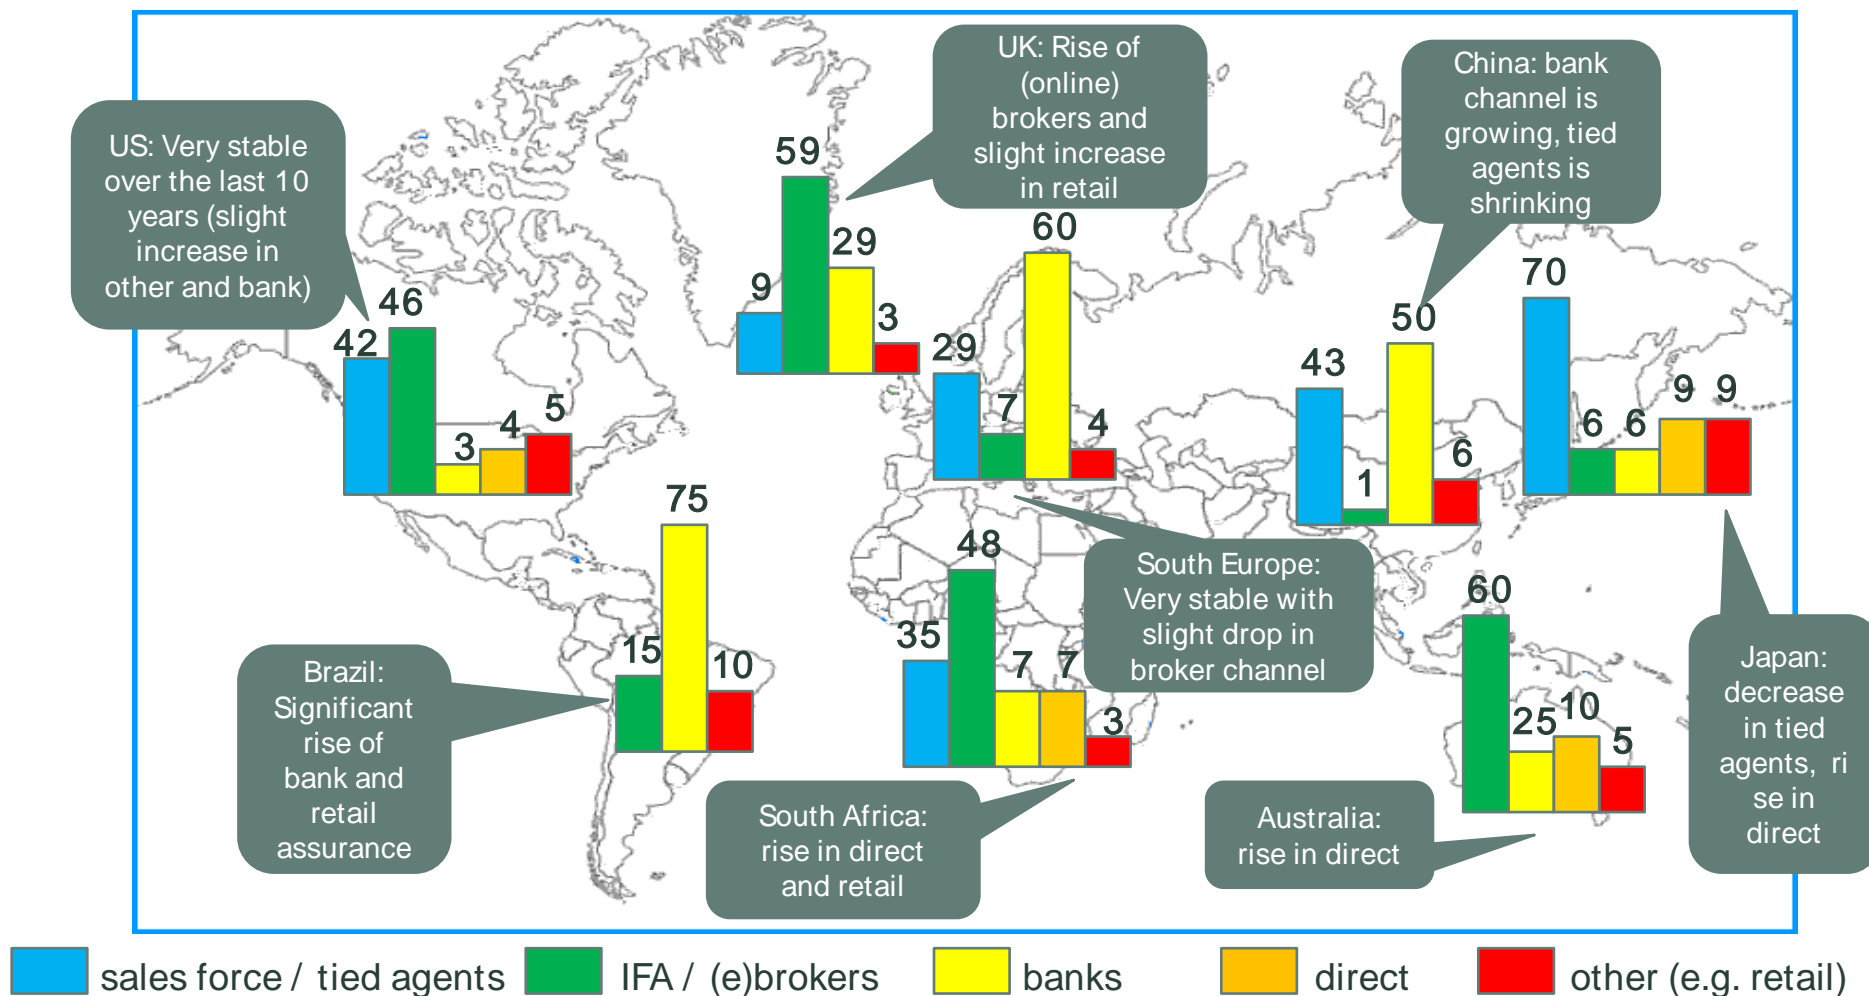 US: Very stable
over the last 10
years (slight
increase in
other and bank)
UK: Rise of
(online)
brokers and
slight increase
in retail
China: bank
channel is
growing, tied
agents is
shrinking
42
46
3
4
5
9
59
29
3
29
7
60
4
43
1
50
6
70
6
6
9
9
Brazil:
Significant
rise of
bank and
retail
assurance
15
75
10
35
48
7
7
3
South Africa:
rise in direct
and retail
South Europe:
Very stable with
slight drop in
broker channel
60
25
10
5
Australia:
rise in direct
Japan:
decrease
in tied
agents, ri
se in
direct
sales force / tied agents
IFA / (e)brokers
banks
direct
other (e.g. retail)